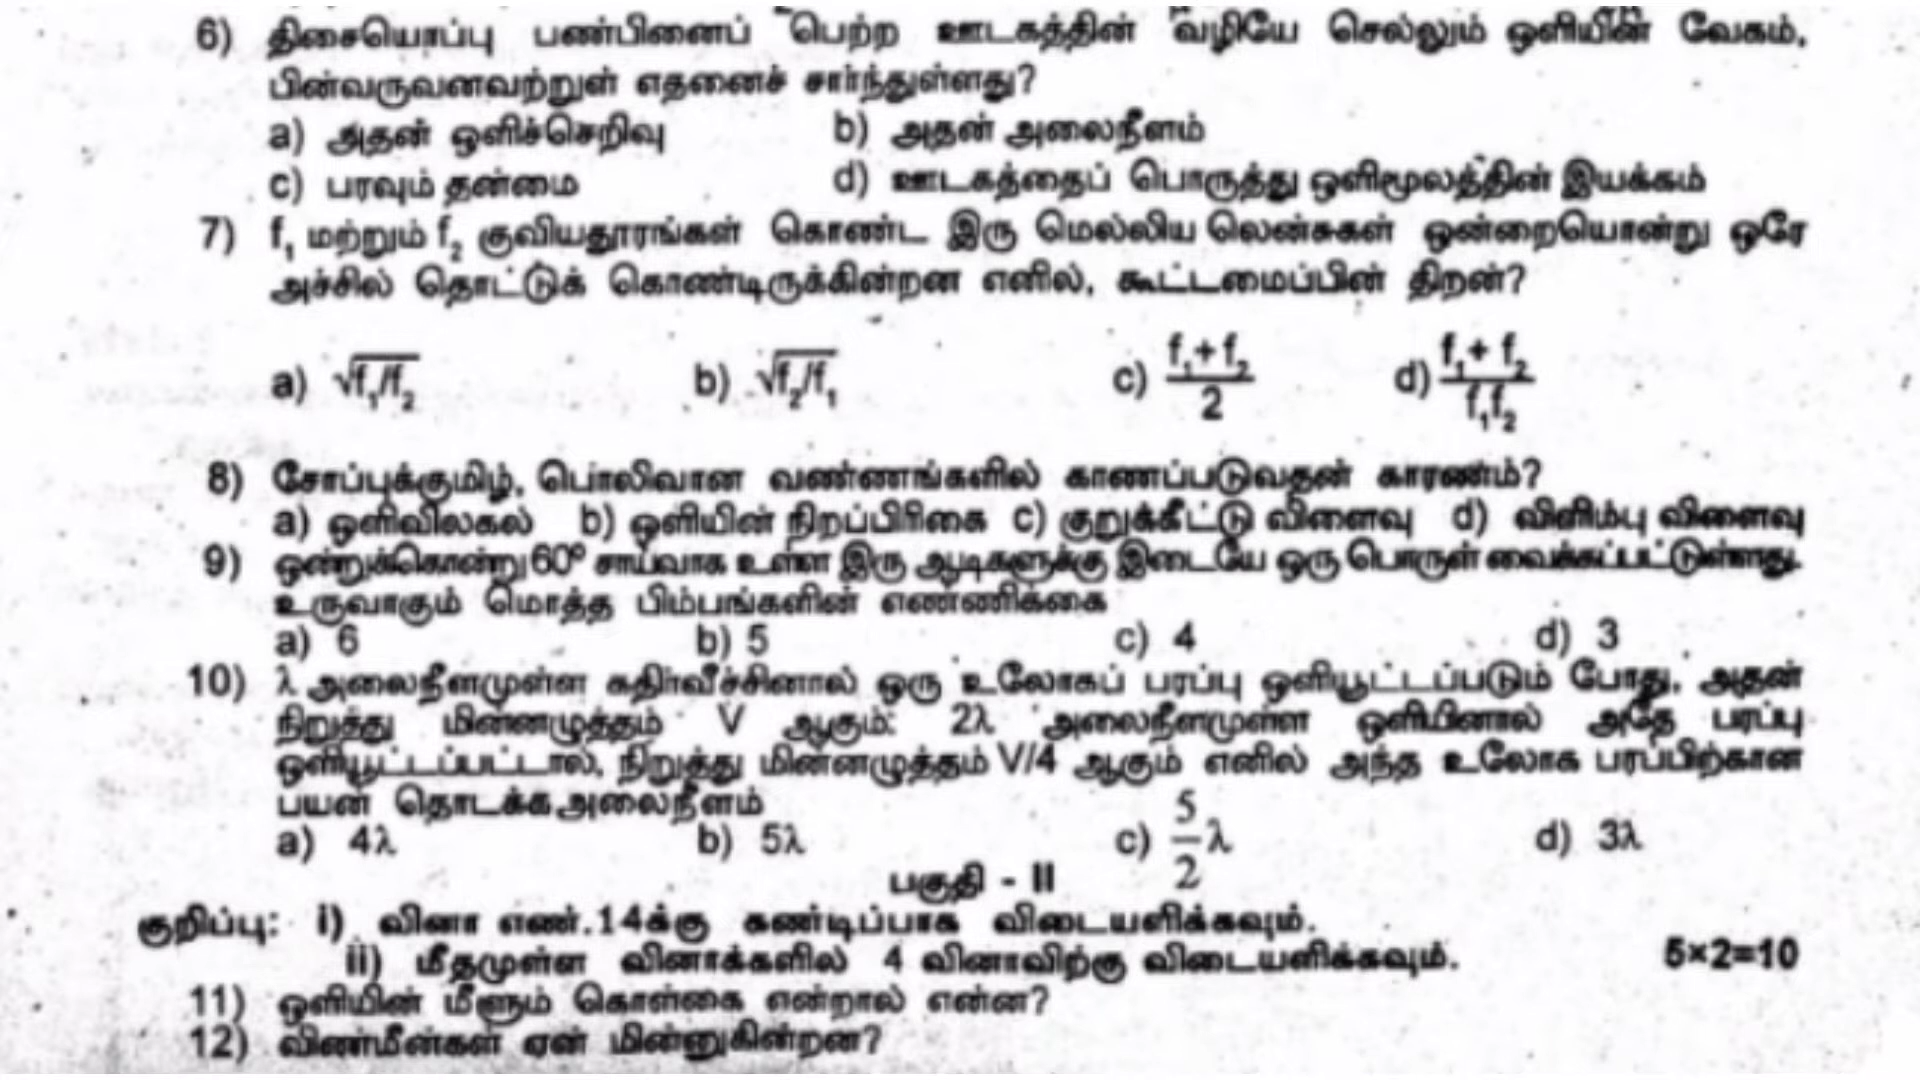 6) திசையொப்பு பண்பினைப் பெற்ற ஊடகத்தின் வழியே செல்லும் ஒளியின் வேகம்,
பின்வருவனவற்றுள் எதனைச் சார்ந்துள்ளது?
a) அதன் ஒளிச்செறிவு b) அதன் அலைநீளம்
c) பரவும் தன்மை d) ஊடகத்தைப் பொருத்து ஒளிமூலத்தின் இயக்கம்
7) f₁ மற்றும் f₂ குவியதூரங்கள் கொண்ட இரு மெல்லிய லென்சுகள் ஒன்றையொன்று ஒரே
அச்சில் தொட்டுக் கொண்டிருக்கின்றன எனில், கூட்டமைப்பின் திறன்?
a) √f₁/f₂ b) √f₂/f₁ c) (f₁+f₂)/2 d) (f₁+f₂)/f₁f₂
8) சோப்புக்குமிழ், பொலிவான வண்ணங்களில் காணப்படுவதன் காரணம்?
a) ஒளிவிலகல் b) ஒளியின் நிறப்பிரிகை c) குறுக்கீட்டு விளைவு d) விளிம்பு விளைவு
9) ஒன்றுக்கொன்று 60⁰ சாய்வாக உள்ள இரு ஆடிகளுக்கு இடையே ஒரு பொருள் வைக்கப்பட்டுள்ளது.
உருவாகும் மொத்த பிம்பங்களின் எண்ணிக்கை
a) 6 b) 5 c) 4 d) 3
10) λ அலைநீளமுள்ள கதிர்வீச்சினால் ஒரு உலோகப் பரப்பு ஒளியூட்டப்படும் போது, அதன்
நிறுத்து மின்னழுத்தம் V ஆகும். 2λ அலைநீளமுள்ள ஒளியினால் அதே பரப்பு
ஒளியூட்டப்பட்டால், நிறுத்து மின்னழுத்தம் V/4 ஆகும் எனில் அந்த உலோக பரப்பிற்கான
பயன் தொடக்க அலைநீளம்
a) 4λ b) 5λ c) 5/2 λ d) 3λ
பகுதி - II
குறிப்பு: i) வினா எண்.14க்கு கண்டிப்பாக விடையளிக்கவும்.
ii) மீதமுள்ள வினாக்களில் 4 வினாவிற்கு விடையளிக்கவும். 5×2=10
11) ஒளியின் மீளும் கொள்கை என்றால் என்ன?
12) விண்மீன்கள் ஏன் மின்னுகின்றன?